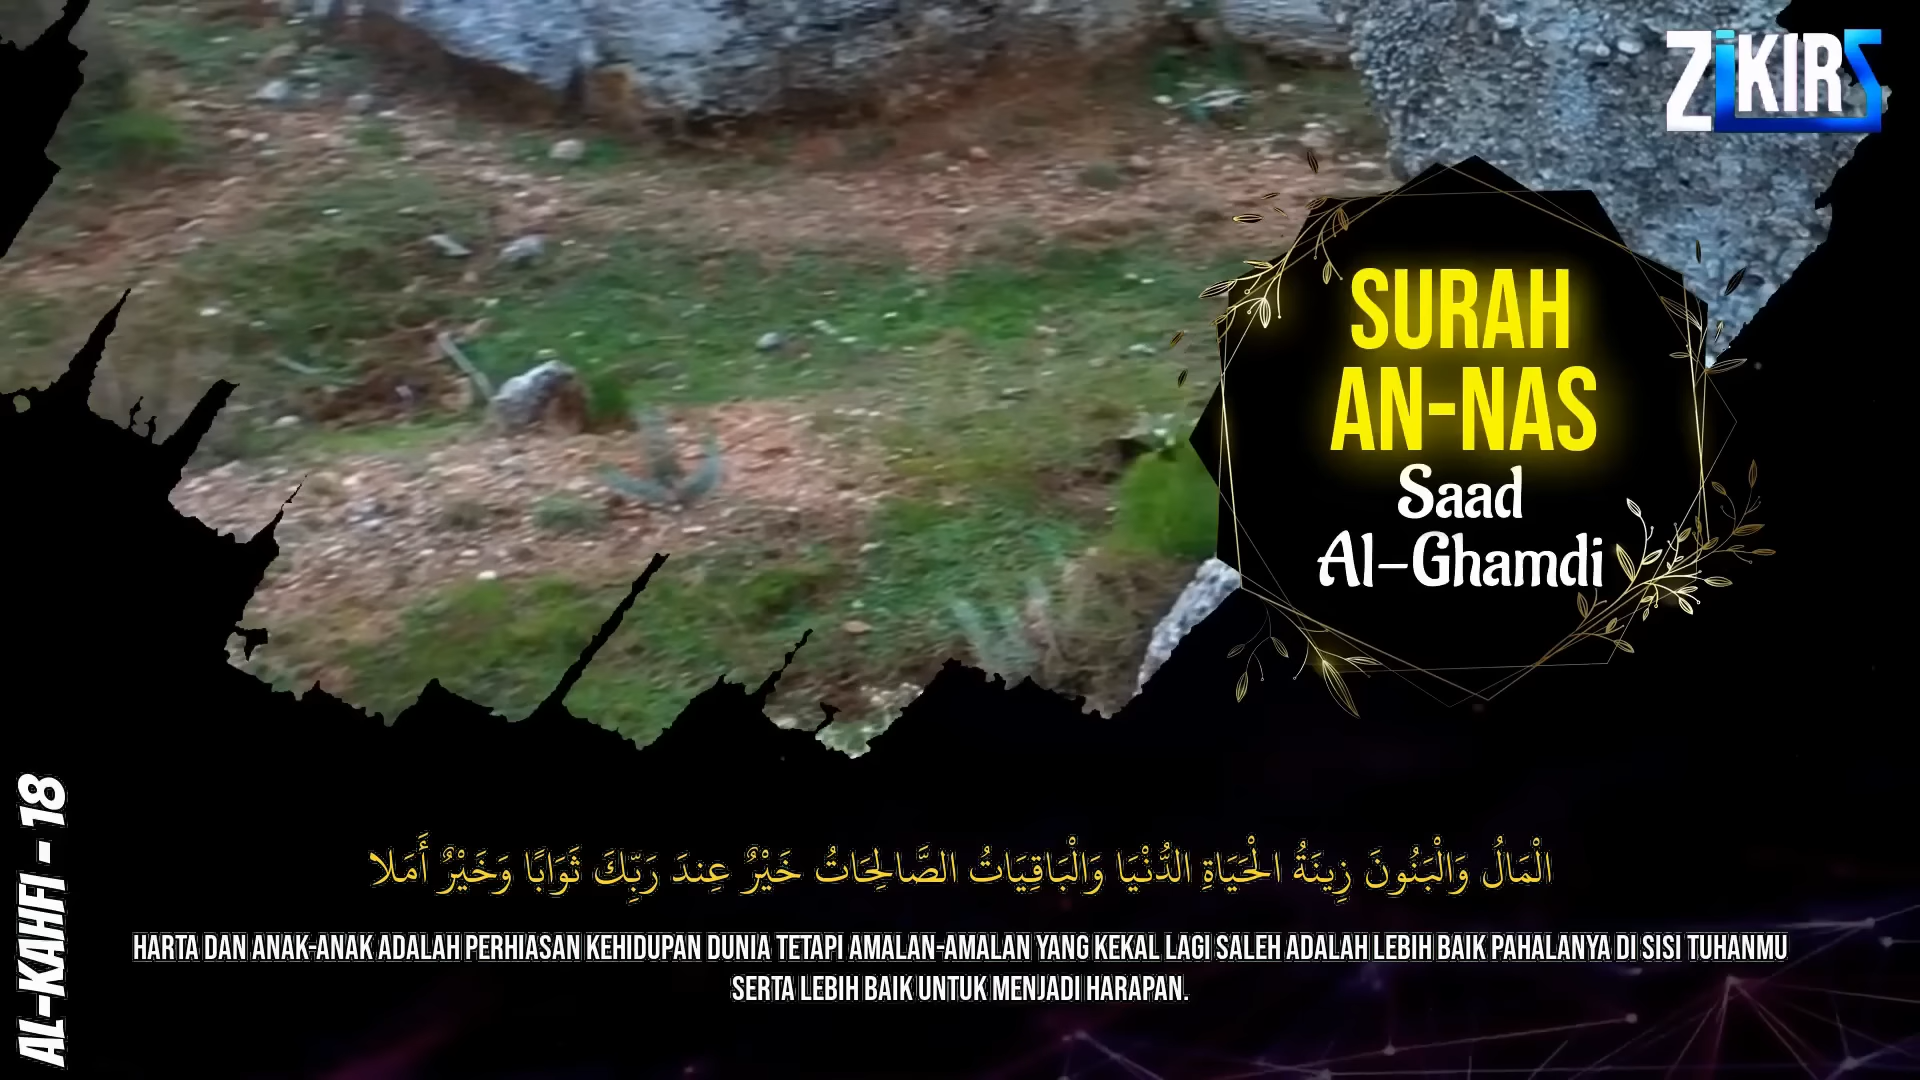 ZiKIRS
SURAH
AN-NAS
Saad
Al-Ghamdi
AL-KAHFI - 18
الْمَالُ وَالْبَنُونَ زِينَةُ الْحَيَاةِ الدُّنْيَا وَالْبَاقِيَاتُ الصَّالِحَاتُ خَيْرٌ عِندَ رَبِّكَ ثَوَابًا وَخَيْرٌ أَمَلا
HARTA DAN ANAK-ANAK ADALAH PERHIASAN KEHIDUPAN DUNIA TETAPI AMALAN-AMALAN YANG KEKAL LAGI SALEH ADALAH LEBIH BAIK PAHALANYA DI SISI TUHANMU
SERTA LEBIH BAIK UNTUK MENJADI HARAPAN.